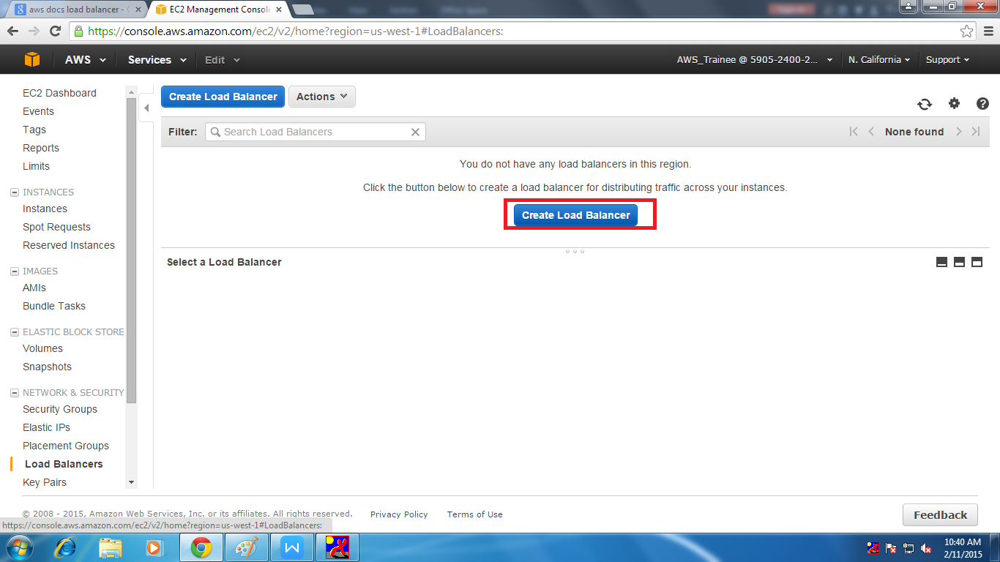 aws docs load balancer -
EC2 Management Console
https://console.aws.amazon.com/ec2/v2/home?region=us-west-1#LoadBalancers:
AWS Services Edit AWS_Trainee @ 5905-2400-2... N. California Support
EC2 Dashboard
Events
Tags
Reports
Limits
INSTANCES
Instances
Spot Requests
Reserved Instances
IMAGES
AMIs
Bundle Tasks
ELASTIC BLOCK STORE
Volumes
Snapshots
NETWORK & SECURITY
Security Groups
Elastic IPs
Placement Groups
Load Balancers
Key Pairs
Create Load Balancer Actions
Filter: Search Load Balancers None found
You do not have any load balancers in this region.
Click the button below to create a load balancer for distributing traffic across your instances.
Create Load Balancer
Select a Load Balancer
© 2008 - 2015, Amazon Web Services, Inc. or its affiliates. All rights reserved. Privacy Policy Terms of Use Feedback
https://console.aws.amazon.com/ec2/v2/home?region=us-west-1#LoadBalancers:
10:40 AM
2/11/2015